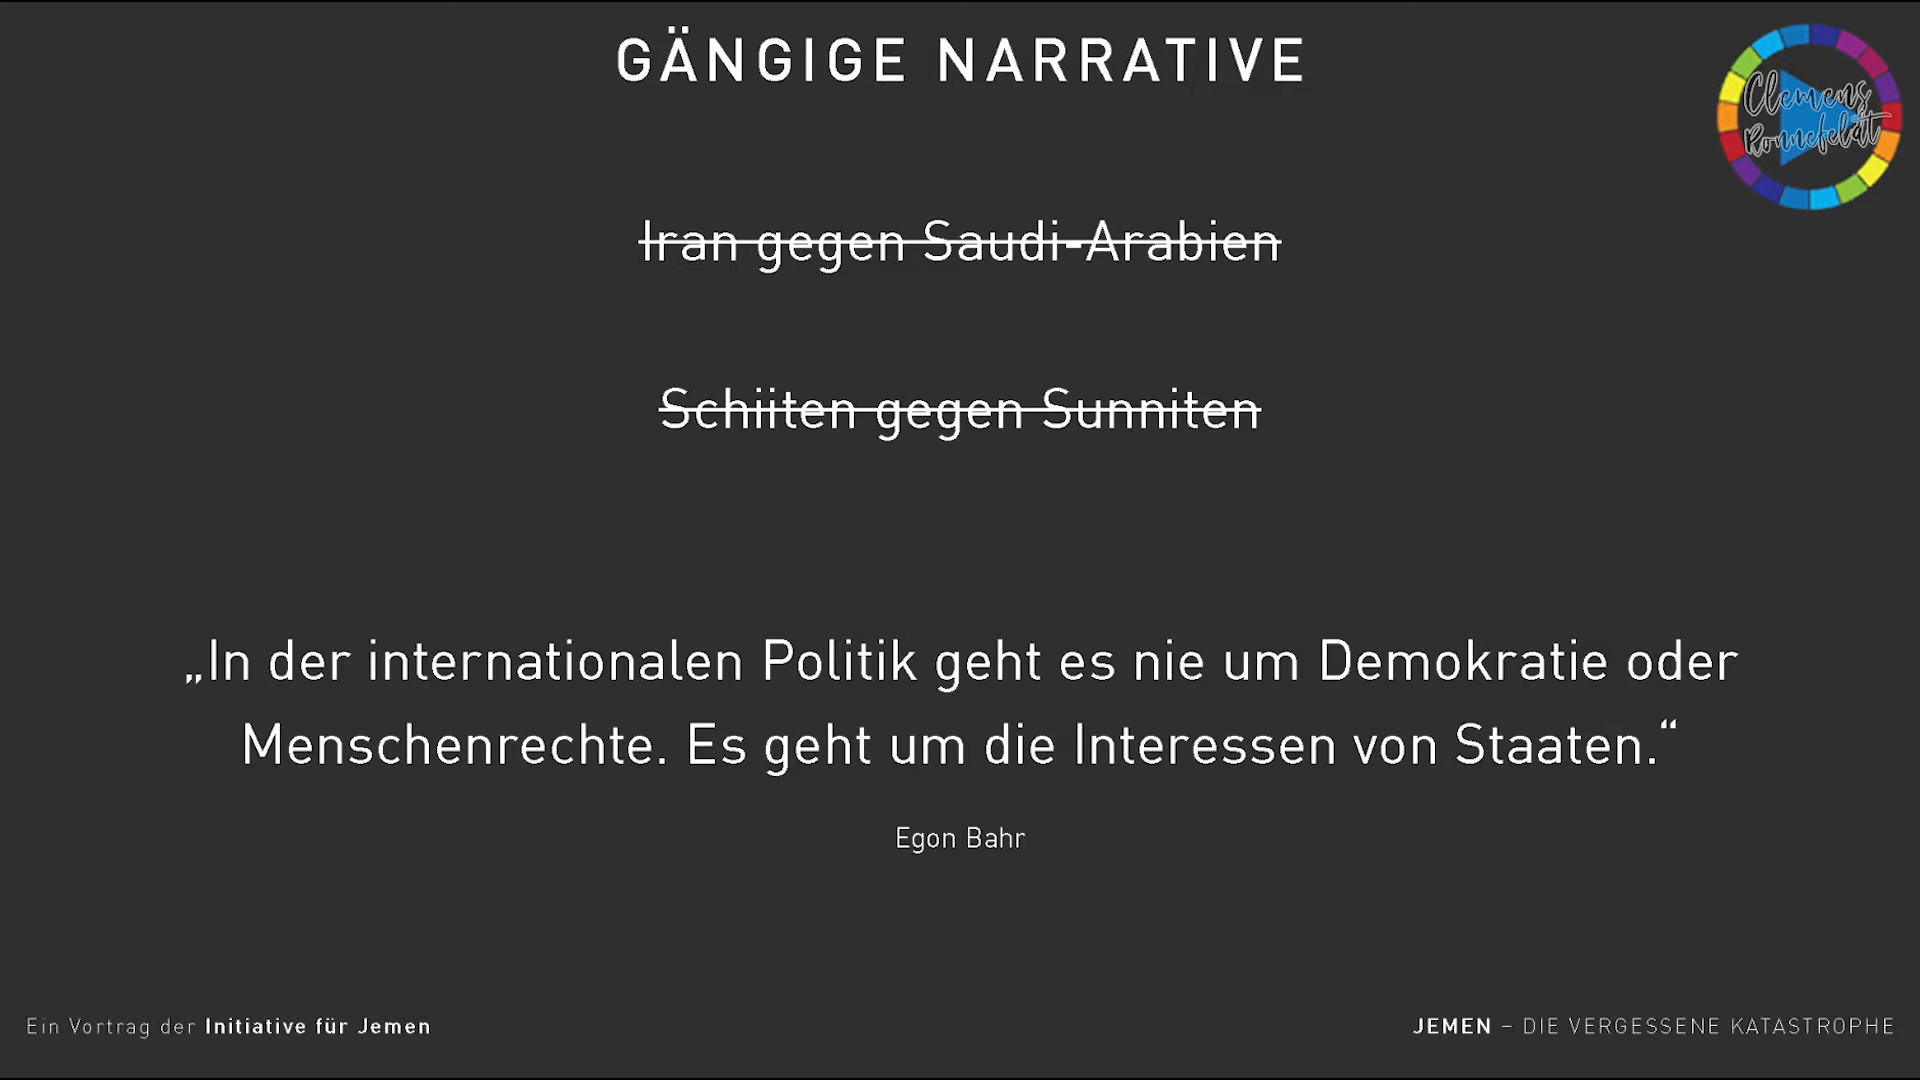 GÄNGIGE NARRATIVE
Clemens
Ronnefeldt
Iran gegen Saudi-Arabien
Schiiten gegen Sunniten
„In der internationalen Politik geht es nie um Demokratie oder
Menschenrechte. Es geht um die Interessen von Staaten.“
Egon Bahr
Ein Vortrag der Initiative für Jemen
JEMEN – DIE VERGESSENE KATASTROPHE